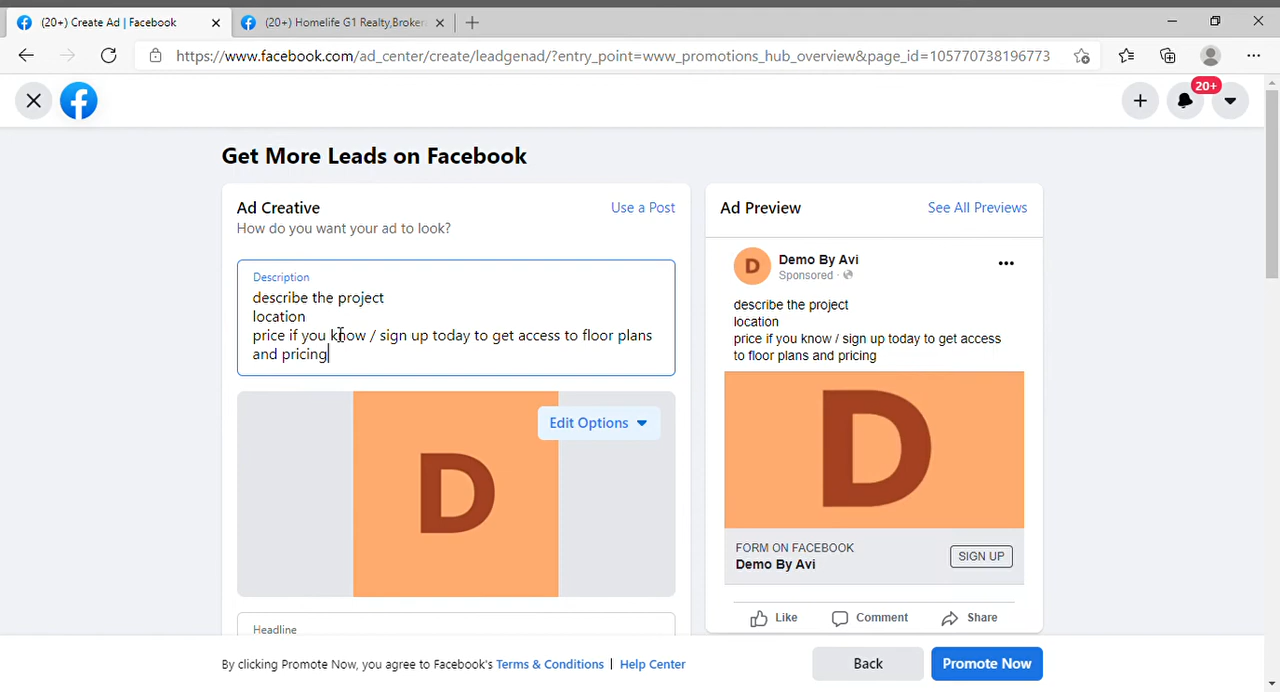 (20+) Create Ad | Facebook
(20+) Homelife G1 Realty,Broker
https://www.facebook.com/ad_center/create/leadgenad/?entry_point=www_promotions_hub_overview&page_id=105770738196773
20+
Get More Leads on Facebook
Ad Creative
Use a Post
How do you want your ad to look?
Description
describe the project
location
price if you know / sign up today to get access to floor plans
and pricing
Edit Options
D
Headline
Ad Preview
See All Previews
D
Demo By Avi
Sponsored ·
describe the project
location
price if you know / sign up today to get access
to floor plans and pricing
D
FORM ON FACEBOOK
Demo By Avi
SIGN UP
Like
Comment
Share
By clicking Promote Now, you agree to Facebook's Terms & Conditions | Help Center
Back
Promote Now